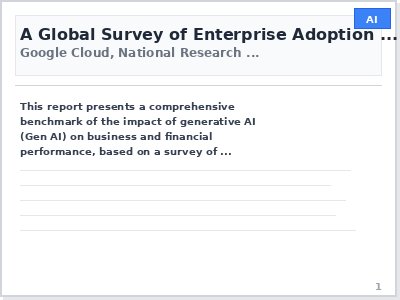 AI
A Global Survey of Enterprise Adoption ...
Google Cloud, National Research ...
This report presents a comprehensive
benchmark of the impact of generative AI
(Gen AI) on business and financial
performance, based on a survey of ...
1